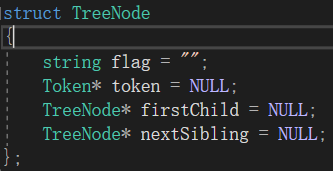 struct TreeNode
{
    string flag = "";
    Token* token = NULL;
    TreeNode* firstChild = NULL;
    TreeNode* nextSibling = NULL;
};